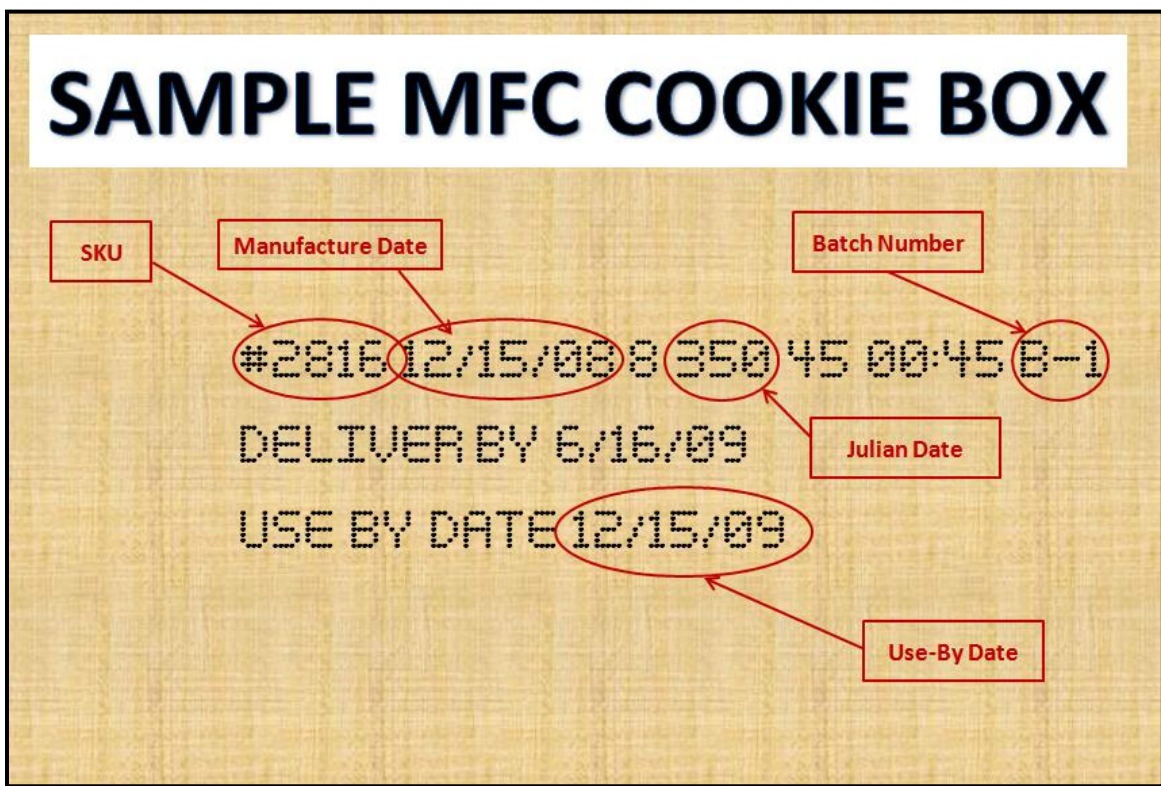 SAMPLE MFC COOKIE BOX
SKU
Manufacture Date
Batch Number
#2816 12/15/08 8 350 45 00:45 B-1
DELIVER BY 6/16/09
Julian Date
USE BY DATE 12/15/09
Use-By Date